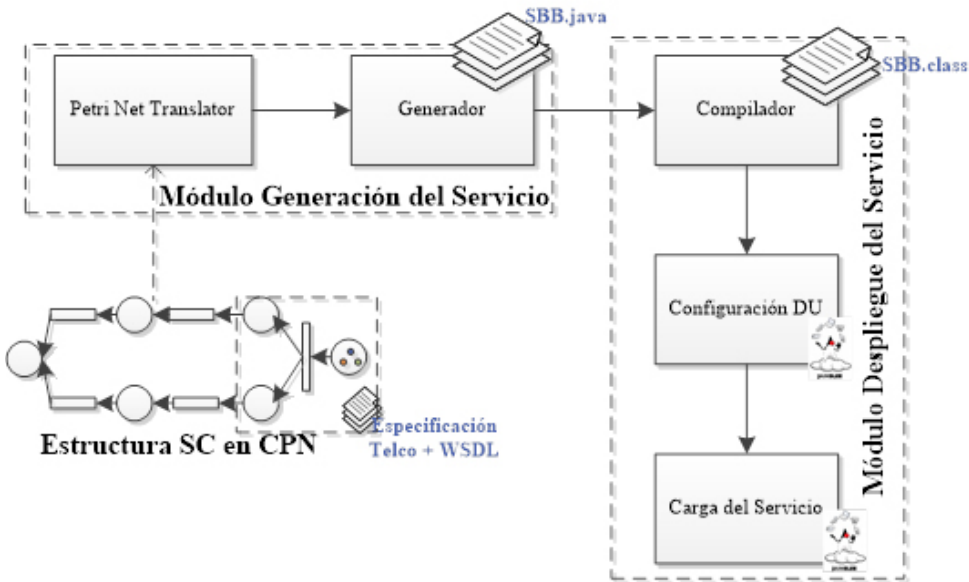 SBB.java
Petri Net Translator
Generador
Compilador
SBB.class
Módulo Generación del Servicio
Módulo Despliegue del Servicio
Configuración DU
Especificación
Telco + WSDL
Estructura SC en CPN
Carga del Servicio